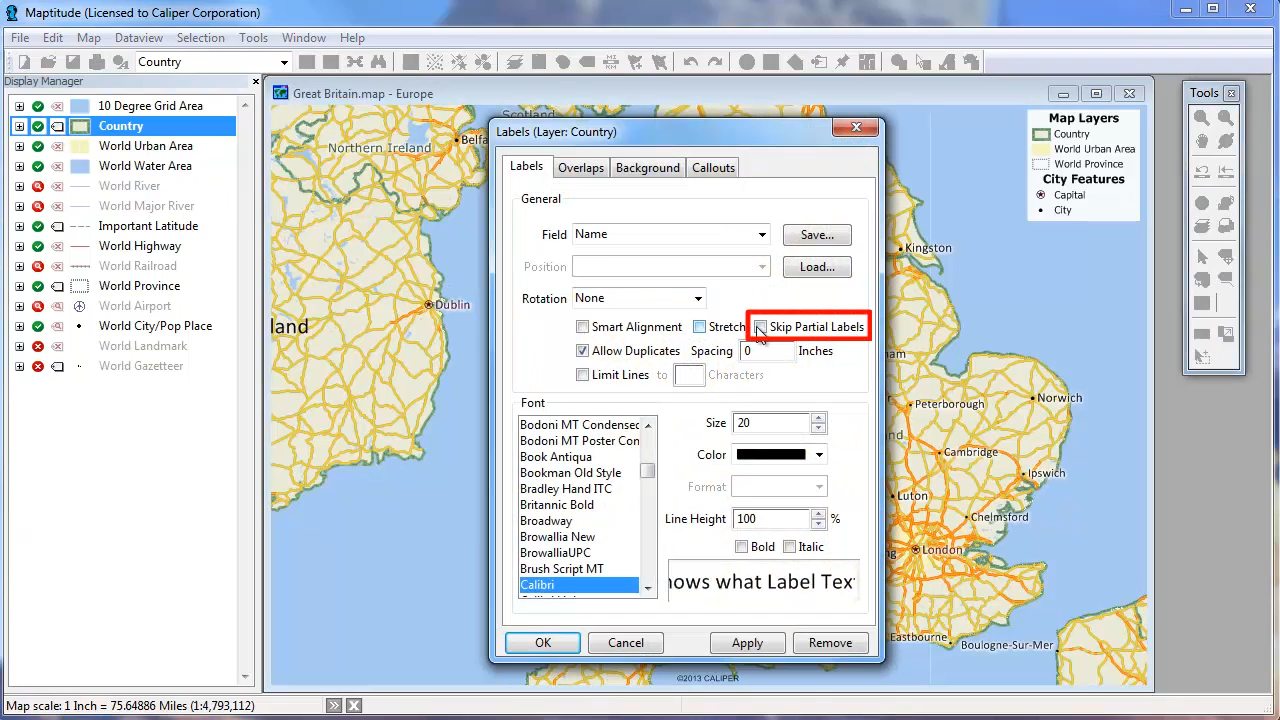 Maptitude (Licensed to Caliper Corporation)
File Edit Map Dataview Selection Tools Window Help
Country
Display Manager
10 Degree Grid Area
Country
World Urban Area
World Water Area
World River
World Major River
Important Latitude
World Highway
World Railroad
World Province
World Airport
World City/Pop Place
World Landmark
World Gazetteer
Great Britain.map - Europe
Scotland
Northern Ireland
Belfa
Dublin
land
Kingston
ham
Peterborough
Norwich
and
Cambridge
Ipswich
Luton
Chelmsford
London
Eastbourne
Boulogne-Sur-Mer
©2013 CALIPER
Map Layers
Country
World Urban Area
World Province
City Features
Capital
City
Tools
Labels (Layer: Country)
Labels Overlaps Background Callouts
General
Field Name Save...
Position Load...
Rotation None
Smart Alignment Stretch Skip Partial Labels
Allow Duplicates Spacing 0 Inches
Limit Lines to Characters
Font
Bodoni MT Condensed
Bodoni MT Poster Con
Book Antiqua
Bookman Old Style
Bradley Hand ITC
Britannic Bold
Broadway
Browallia New
BrowalliaUPC
Brush Script MT
Calibri
Size 20
Color
Format
Line Height 100 %
Bold Italic
hows what Label Tex
OK Cancel Apply Remove
Map scale: 1 Inch = 75.64886 Miles (1:4,793,112)